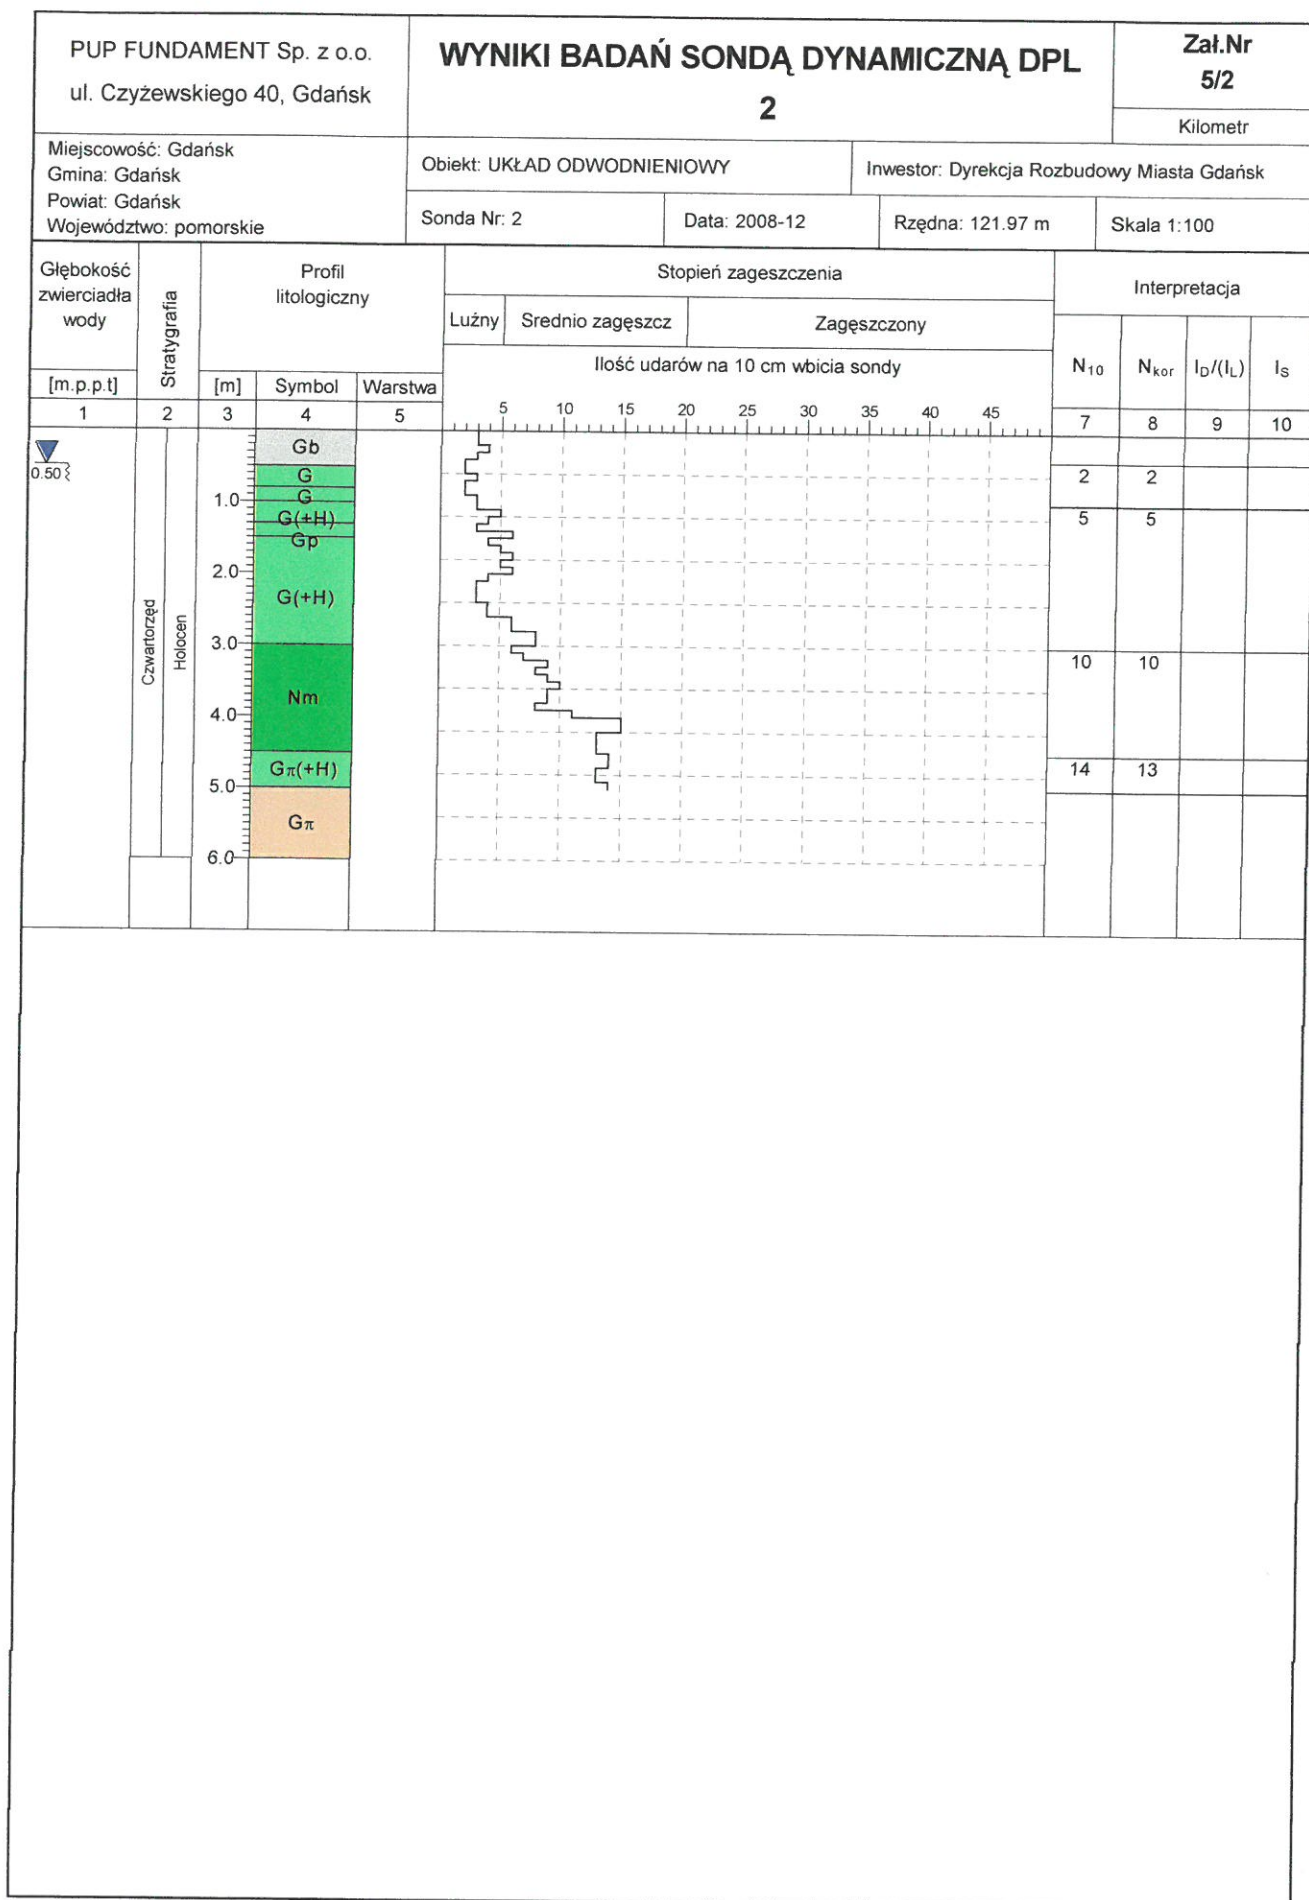 PUP FUNDAMENT Sp. z o.o.
ul. Czyżewskiego 40, Gdańsk
WYNIKI BADAŃ SONDĄ DYNAMICZNĄ DPL
2
Zał.Nr
5/2
Kilometr
Miejscowość: Gdańsk
Gmina: Gdańsk
Powiat: Gdańsk
Województwo: pomorskie
Obiekt: UKŁAD ODWODNIENIOWY
Inwestor: Dyrekcja Rozbudowy Miasta Gdańsk
Sonda Nr: 2
Data: 2008-12
Rzędna: 121.97 m
Skala 1:100
Głębokość
zwierciadła
wody
[m.p.p.t]
Stratygrafia
Profil
litologiczny
[m]
Symbol
Warstwa
Stopień zagęszczenia
Luźny
Srednio zagęszcz
Zagęszczony
Ilość udarów na 10 cm wbicia sondy
Interpretacja
N10
Nkor
ID/(IL)
IS
1 2 3 4 5
5 10 15 20 25 30 35 40 45
7 8 9 10
0.50
Czwartorzęd
Holocen
Gb
G
2 2
1.0
G
G(+H)
5 5
Gp
2.0
G(+H)
3.0
10 10
Nm
4.0
Gπ(+H)
14 13
5.0
Gπ
6.0